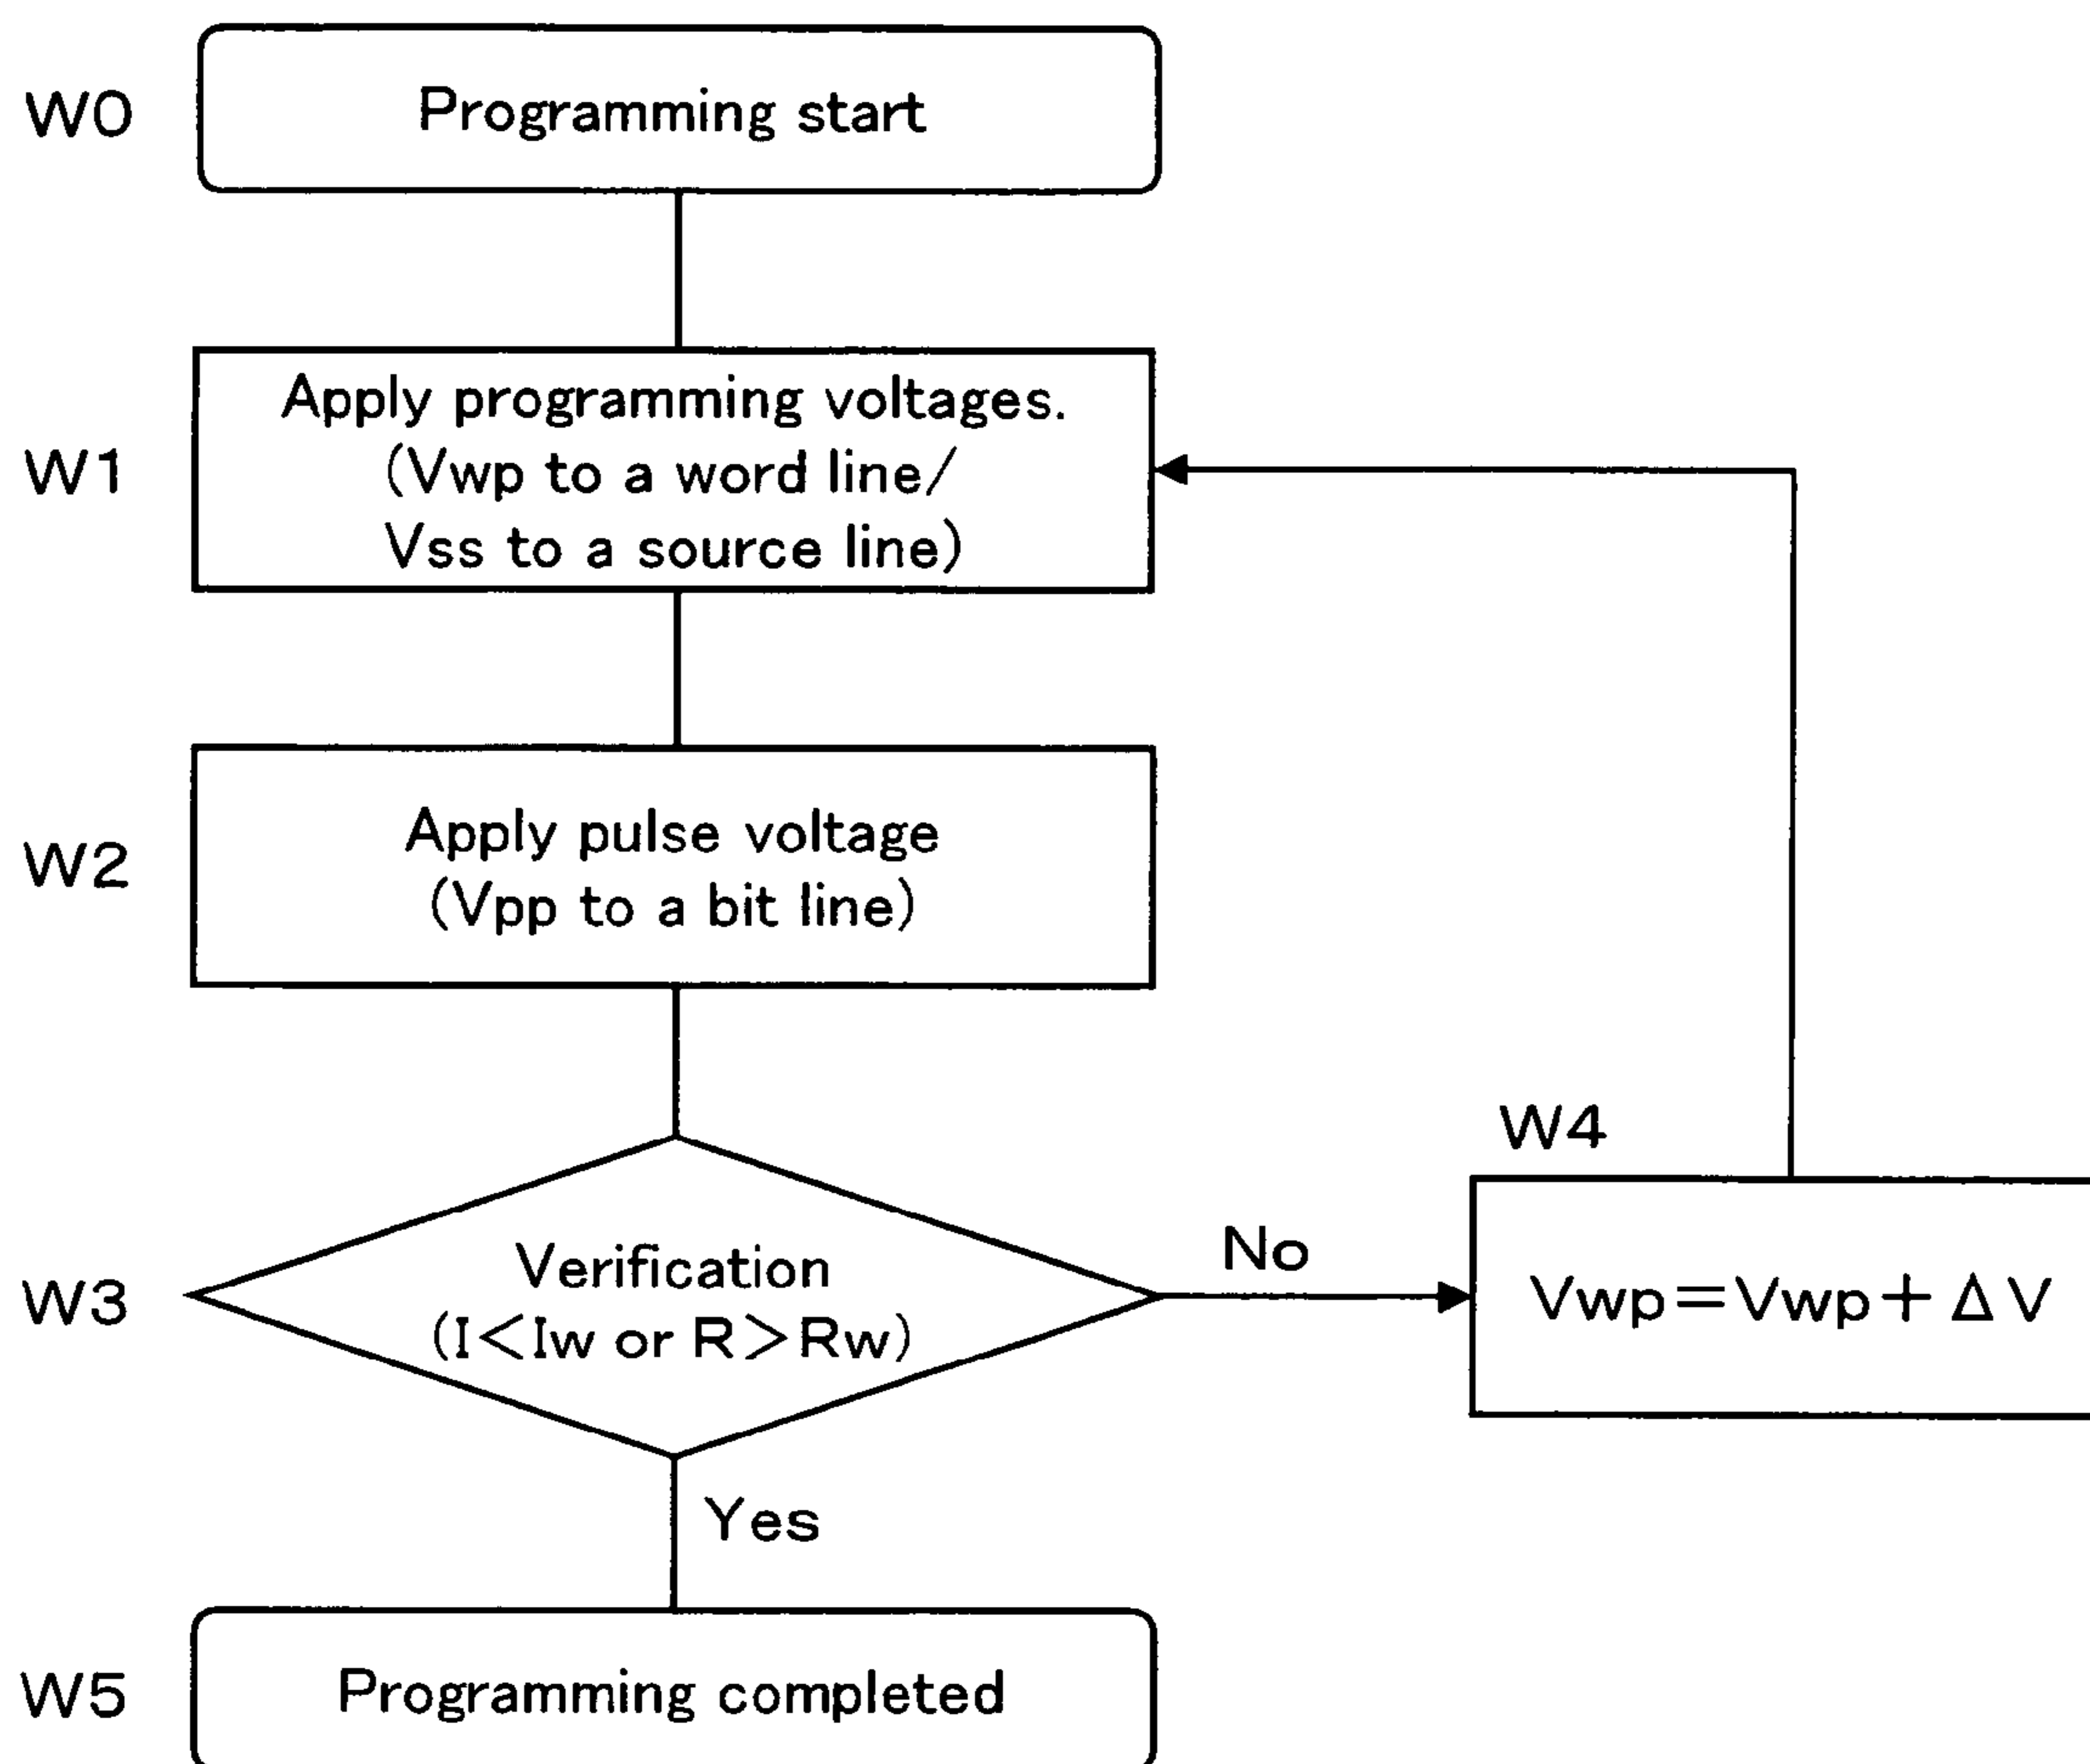 W0
Programming start
W1
Apply programming voltages.
(Vwp to a word line/
Vss to a source line)
W2
Apply pulse voltage
(Vpp to a bit line)
W3
Verification
(I<Iw or R>Rw)
No
W4
Vwp=Vwp+ΔV
Yes
W5
Programming completed